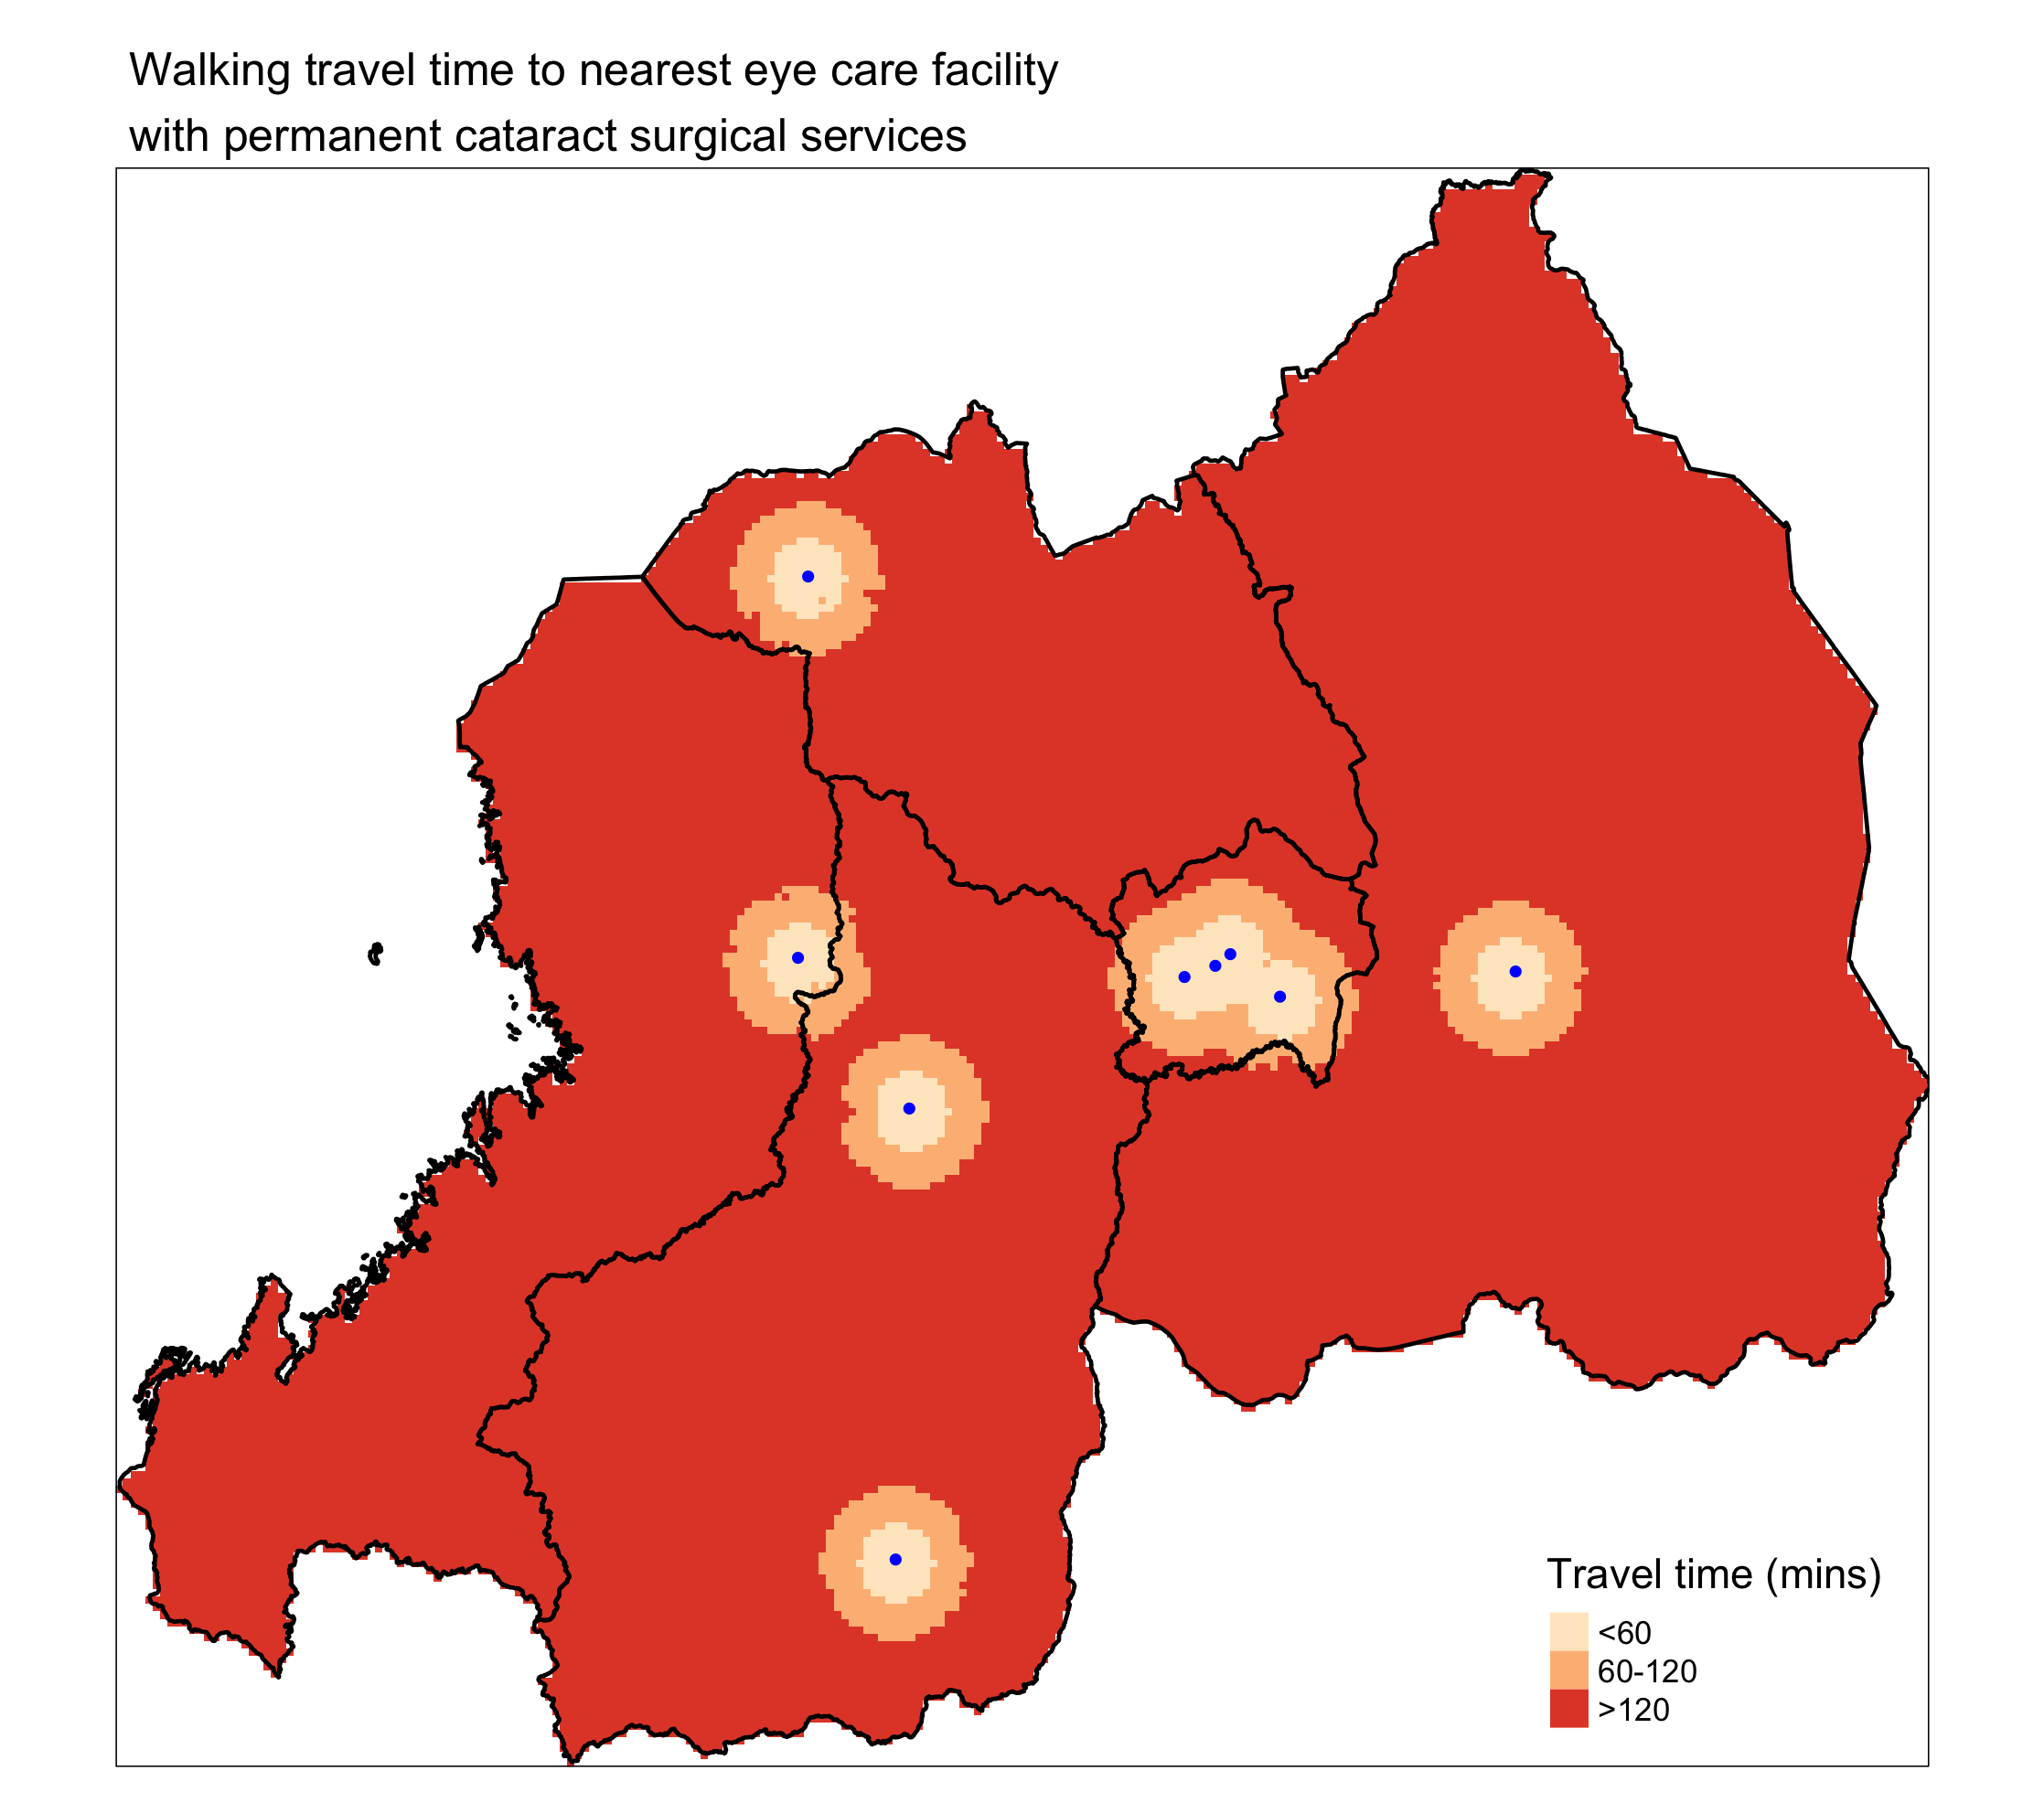 Walking travel time to nearest eye care facility
with permanent cataract surgical services
Travel time (mins)
<60
60-120
>120